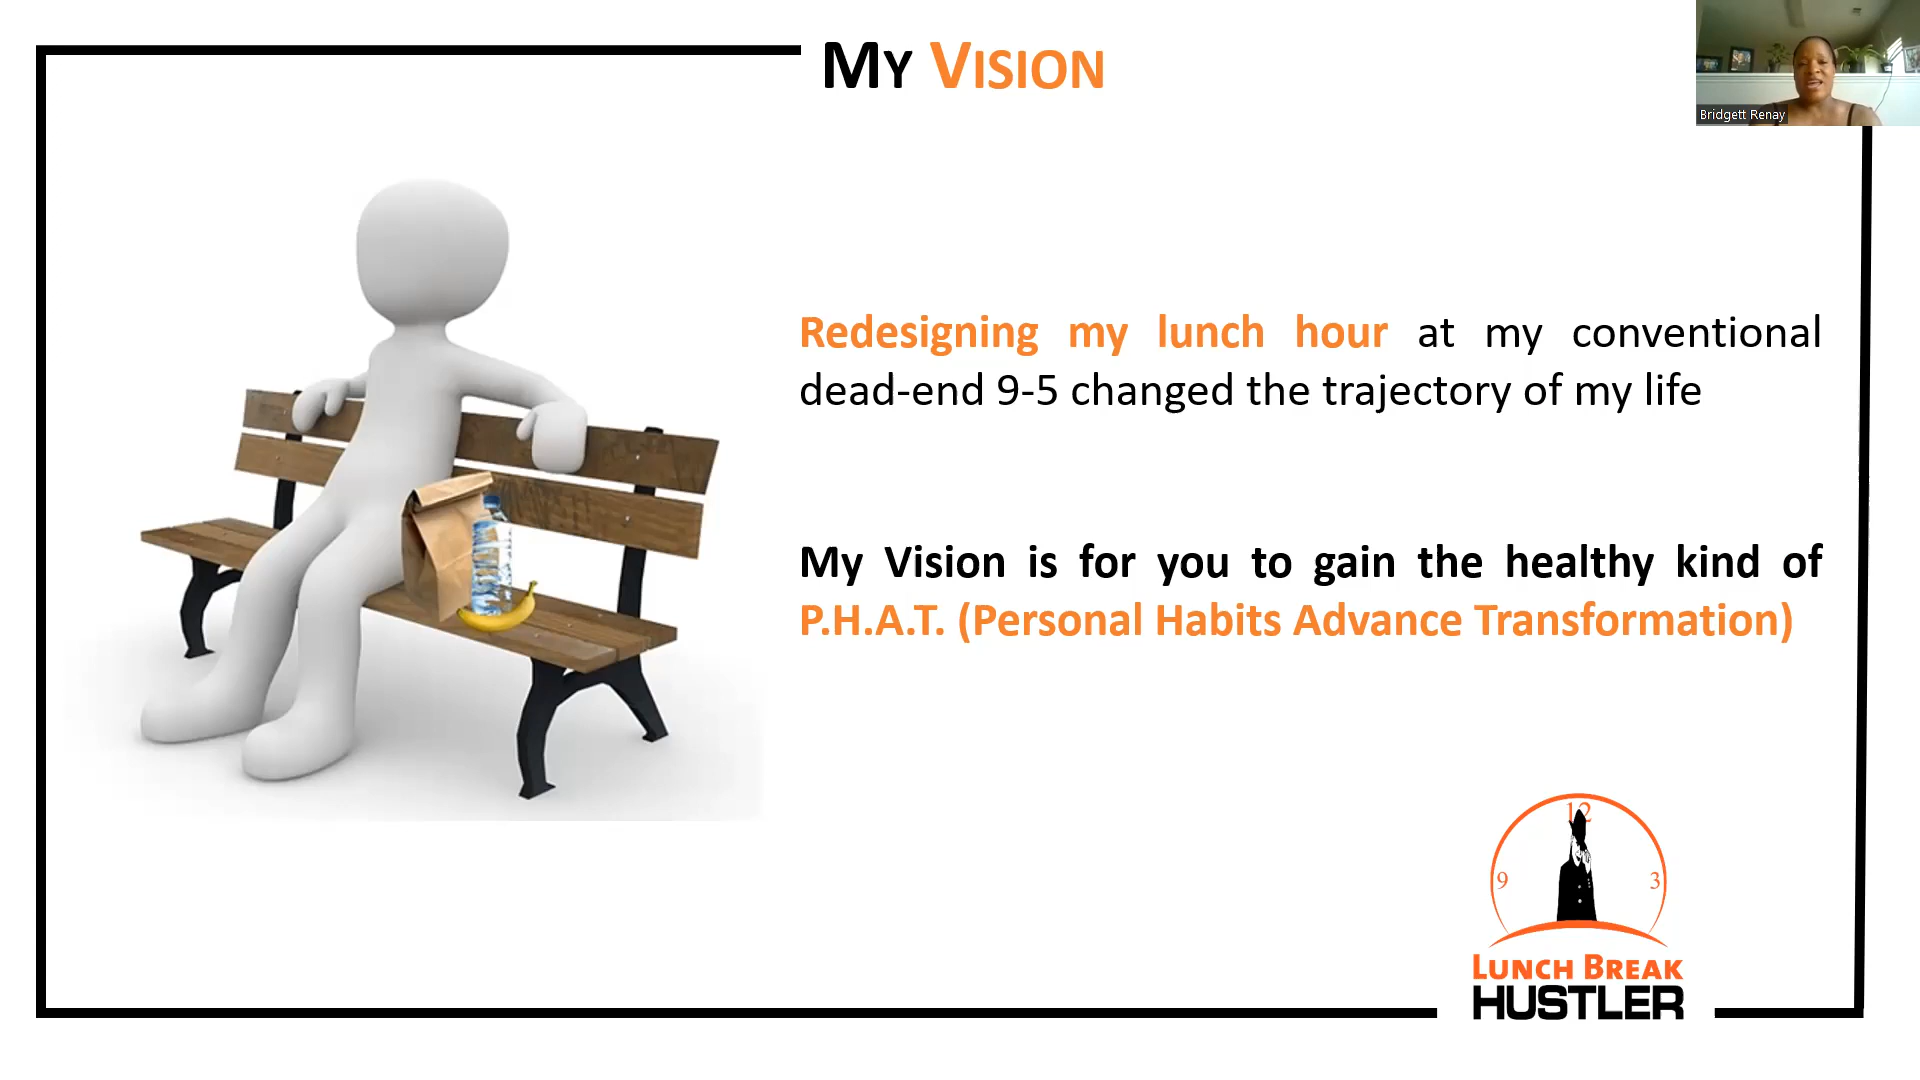 My Vision
Bridgett Renay
Redesigning my lunch hour at my conventional
dead-end 9-5 changed the trajectory of my life
My Vision is for you to gain the healthy kind of
P.H.A.T. (Personal Habits Advance Transformation)
12
9
3
Lunch Break
HUSTLER